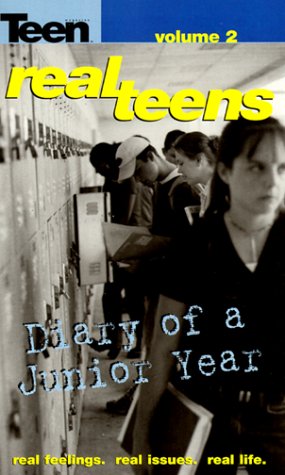 Teen
volume 2
real teens
Diary of a
Junior Year
real feelings. real issues. real life.